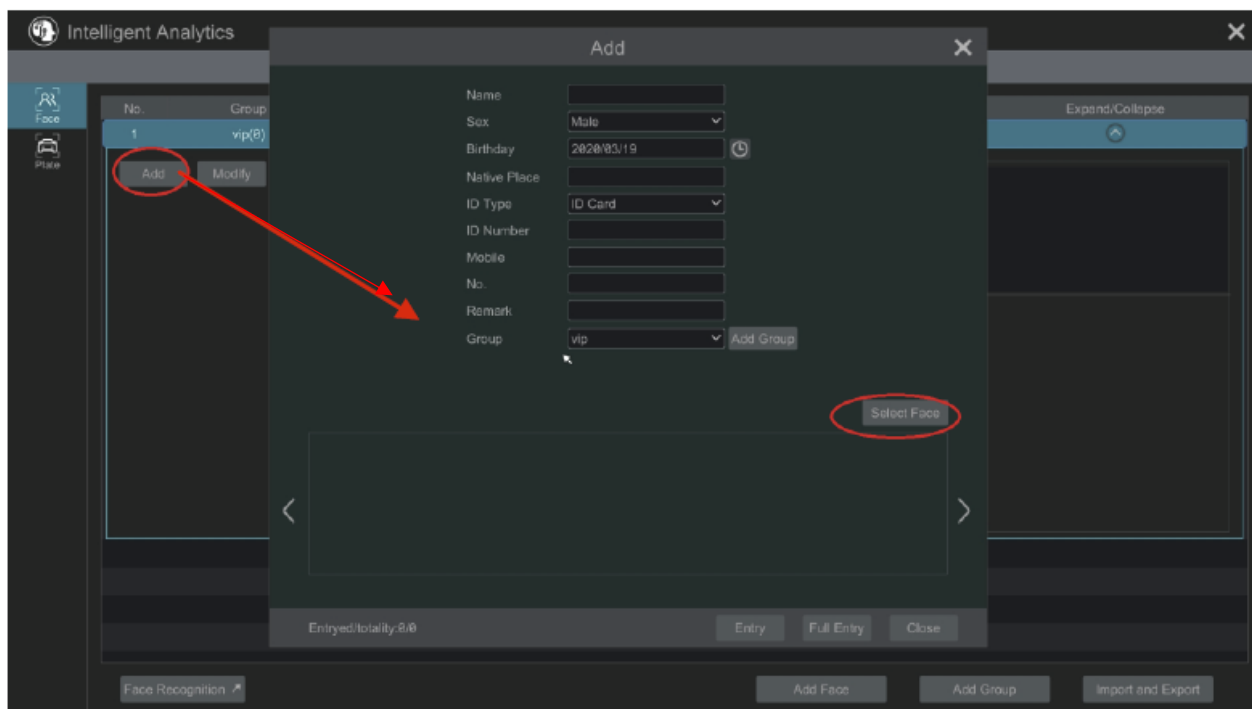 Intelligent Analytics
Add
Face
Plate
No. Group Expand/Collapse
1 vip(0)
Add Modify
Name
Sex Male
Birthday 2020/03/19
Native Place
ID Type ID Card
ID Number
Mobile
No.
Remark
Group vip Add Group
Select Face
Entryed/totality:0/0 Entry Full Entry Close
Face Recognition Add Face Add Group Import and Export